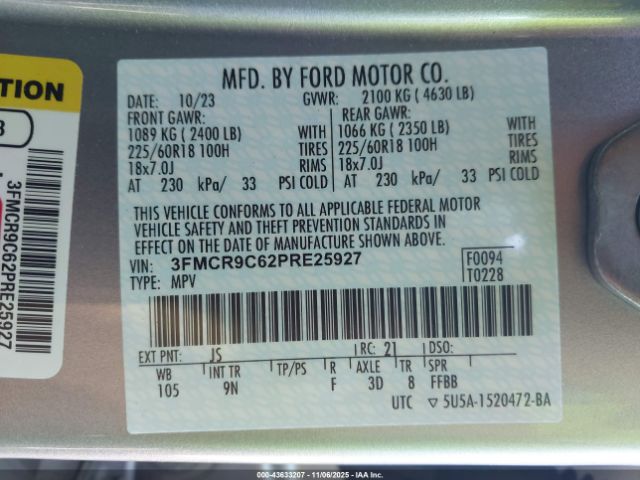 TION
3
3FMCR9C62PRE25927
MFD. BY FORD MOTOR CO.
DATE: 10/23 GVWR: 2100 KG ( 4630 LB)
FRONT GAWR: REAR GAWR:
1089 KG ( 2400 LB) WITH 1066 KG ( 2350 LB) WITH
225/60R18 100H TIRES 225/60R18 100H TIRES
18x7.0J RIMS 18x7.0J RIMS
AT 230 kPa/ 33 PSI COLD AT 230 kPa/ 33 PSI COLD
THIS VEHICLE CONFORMS TO ALL APPLICABLE FEDERAL MOTOR
VEHICLE SAFETY AND THEFT PREVENTION STANDARDS IN
EFFECT ON THE DATE OF MANUFACTURE SHOWN ABOVE.
VIN: 3FMCR9C62PRE25927 F0094
TYPE: MPV T0228
EXT PNT: JS RC: 21 DSO:
WB INT TR TP/PS R AXLE TR SPR
105 9N F 3D 8 FFBB
UTC ▽ 5U5A-1520472-BA
000-43633207 - 11/06/2025 - IAAI.com